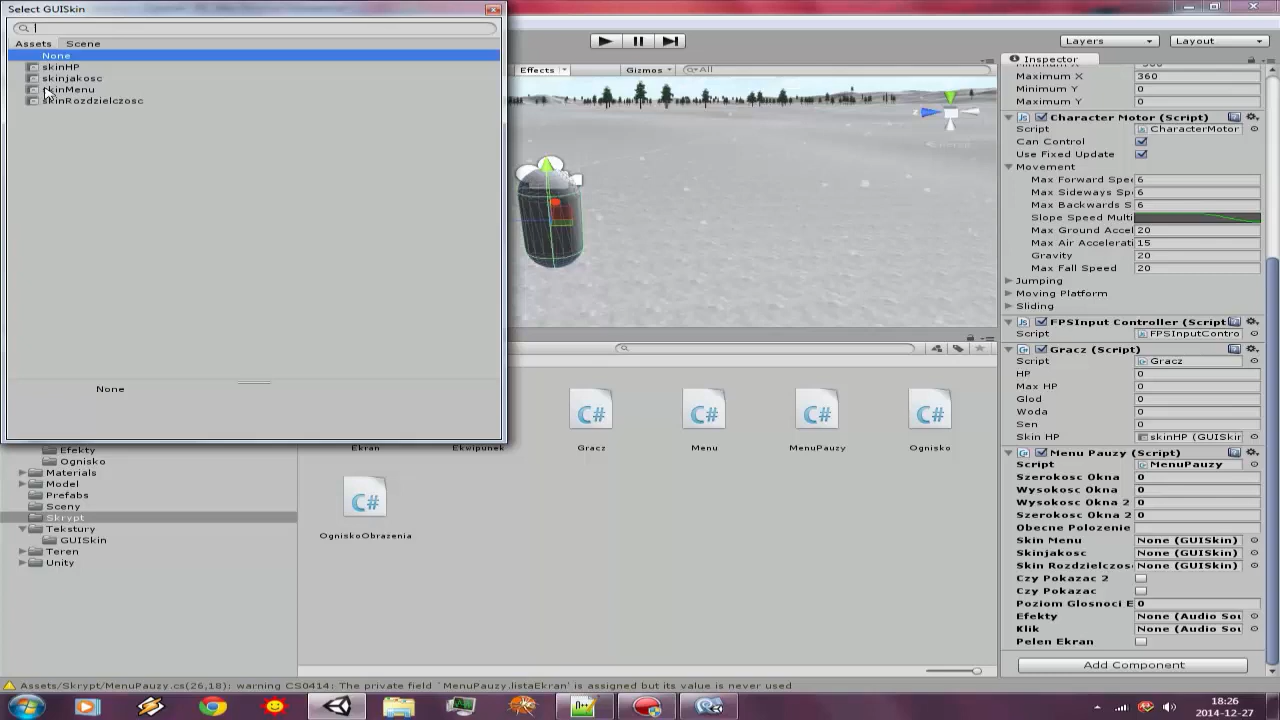 Select GUISkin
Assets Scene
None
skinHP
skinjakosc
skinMenu
skinRozdzielczosc
None
Layers
Layout
Effects
Gizmos
All
Inspector
Maximum X 360
Minimum Y 0
Maximum Y 0
Character Motor (Script)
Script CharacterMotor
Can Control
Use Fixed Update
Movement
Max Forward Spe 6
Max Sideways Sp 6
Max Backwards S 6
Slope Speed Multi
Max Ground Accel 20
Max Air Accelerati 15
Gravity 20
Max Fall Speed 20
Jumping
Moving Platform
Sliding
FPSInput Controller (Script
Script FPSInputContro
Gracz (Script)
Script Gracz
HP 0
Max HP 0
Glod 0
Woda 0
Sen 0
Skin HP skinHP (GUISkin
Menu Pauzy (Script)
Script MenuPauzy
Szerokosc Okna 0
Wysokosc Okna 0
Wysokosc Okna 2 0
Szerokosc Okna 2 0
Obecne Polozenie
Skin Menu None (GUISkin)
Skinjakosc None (GUISkin)
Skin Rozdzielczos None (GUISkin)
Czy Pokazac 2
Czy Pokazac
Poziom Glosnosci E 0
Efekty None (Audio Sou
Klik None (Audio Sou
Pelen Ekran
Add Component
Ekran
Ekwipunek
Gracz
Menu
MenuPauzy
Ognisko
OgniskoObrazenia
Efekty
Ognisko
Materials
Model
Prefabs
Sceny
Skrypt
Tekstury
GUISkin
Teren
Unity
Assets/Skrypt/MenuPauzy.cs(26,18): warning CS0414: The private field `MenuPauzy.listaEkran' is assigned but its value is never used
18:26
2014-12-27